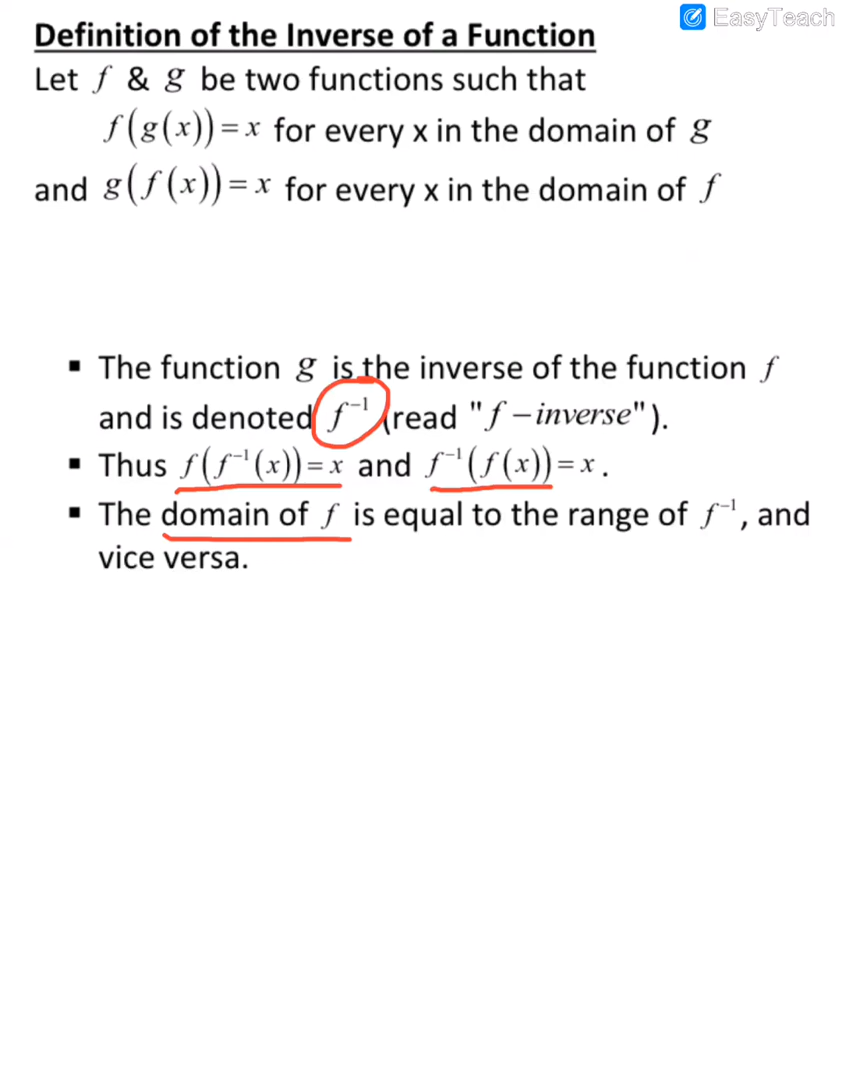 EasyTeach
Definition of the Inverse of a Function
Let f & g be two functions such that
f(g(x)) = x for every x in the domain of g
and g(f(x)) = x for every x in the domain of f
▪ The function g is the inverse of the function f
and is denoted f⁻¹ (read "f – inverse").
▪ Thus f(f⁻¹(x)) = x and f⁻¹(f(x)) = x.
▪ The domain of f is equal to the range of f⁻¹, and
vice versa.